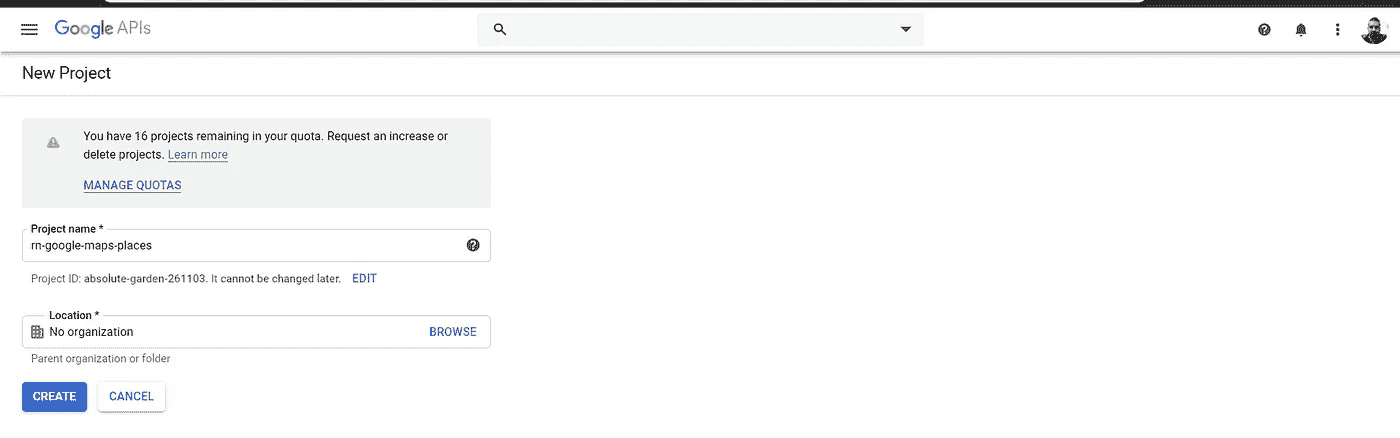 Google APIs
New Project
You have 16 projects remaining in your quota. Request an increase or
delete projects. Learn more
MANAGE QUOTAS
Project name *
rn-google-maps-places
Project ID: absolute-garden-261103. It cannot be changed later. EDIT
Location *
No organization BROWSE
Parent organization or folder
CREATE CANCEL